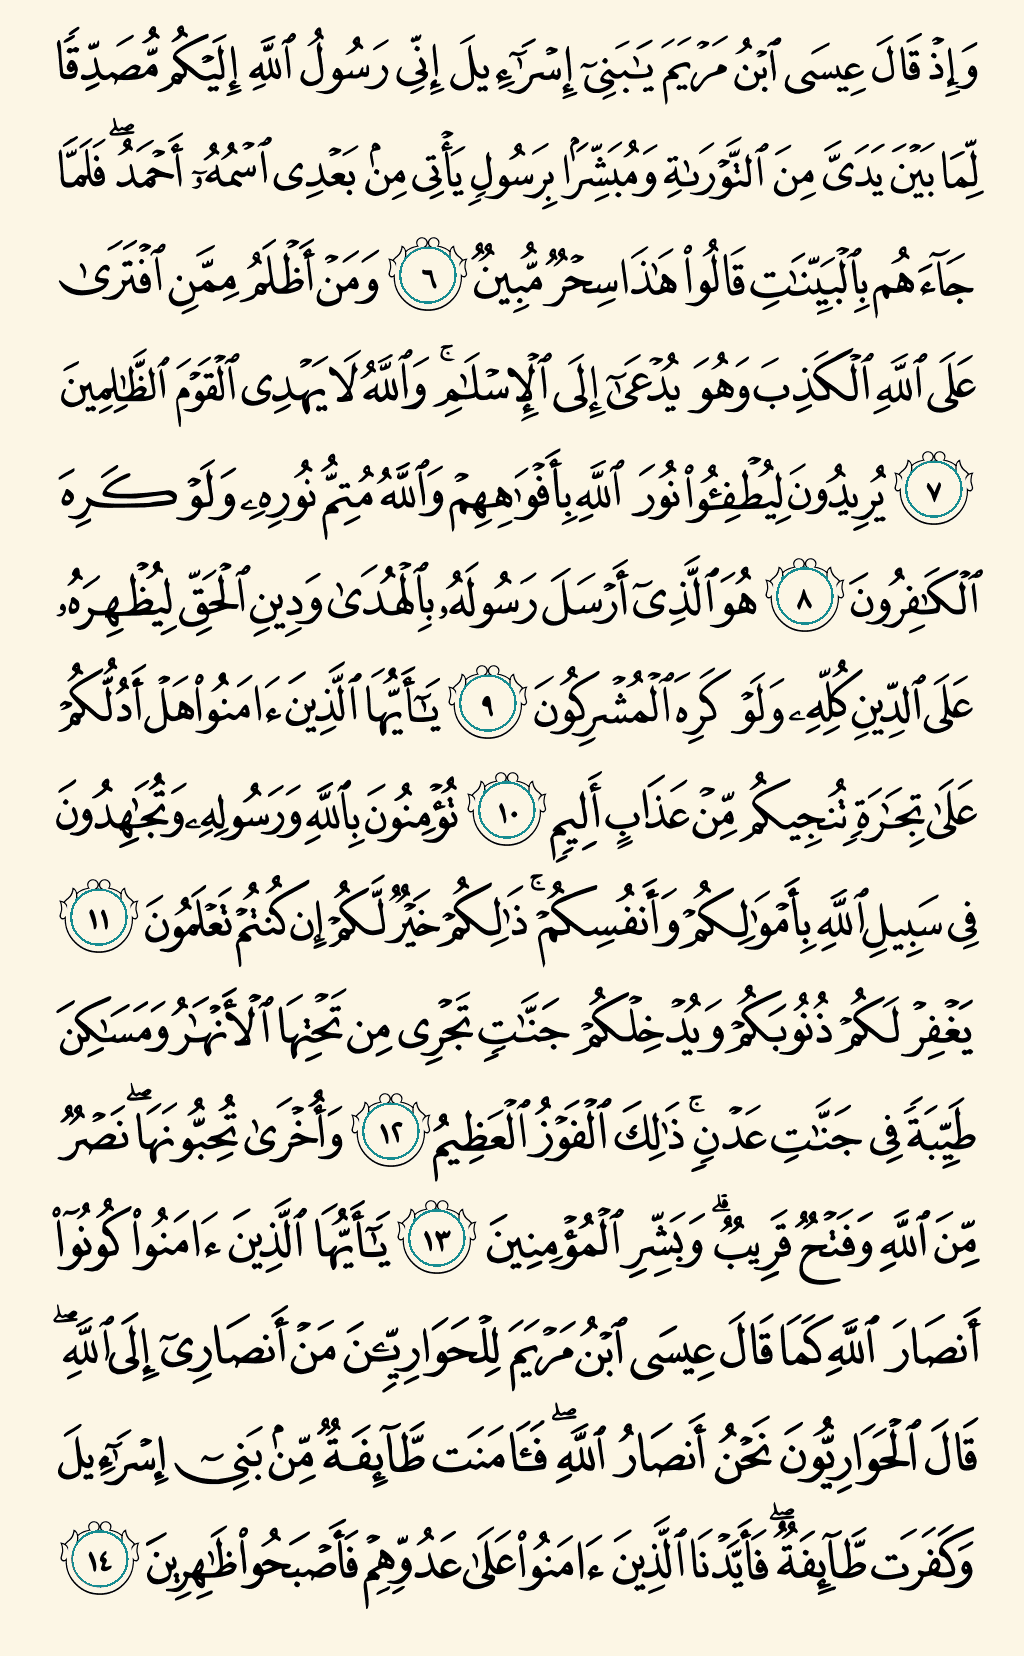 وَإِذۡ قَالَ عِيسَى ٱبۡنُ مَرۡيَمَ يَـٰبَنِىٓ إِسۡرَٰٓءِيلَ إِنِّى رَسُولُ ٱللَّهِ إِلَيۡكُم مُّصَدِّقًا
لِّمَا بَيۡنَ يَدَىَّ مِنَ ٱلتَّوۡرَىٰةِ وَمُبَشِّرَۢا بِرَسُولٍ يَأۡتِى مِنۢ بَعۡدِى ٱسۡمُهُۥٓ أَحۡمَدُۖ فَلَمَّا
جَآءَهُم بِٱلۡبَيِّنَـٰتِ قَالُوا۟ هَـٰذَا سِحۡرٌ مُّبِينٌ ٦ وَمَنۡ أَظۡلَمُ مِمَّنِ ٱفۡتَرَىٰ
عَلَى ٱللَّهِ ٱلۡكَذِبَ وَهُوَ يُدۡعَىٰٓ إِلَى ٱلۡإِسۡلَـٰمِۚ وَٱللَّهُ لَا يَهۡدِى ٱلۡقَوۡمَ ٱلظَّـٰلِمِينَ
٧ يُرِيدُونَ لِيُطۡفِـُٔوا۟ نُورَ ٱللَّهِ بِأَفۡوَٰهِهِمۡ وَٱللَّهُ مُتِمُّ نُورِهِۦ وَلَوۡ كَرِهَ
ٱلۡكَـٰفِرُونَ ٨ هُوَ ٱلَّذِىٓ أَرۡسَلَ رَسُولَهُۥ بِٱلۡهُدَىٰ وَدِينِ ٱلۡحَقِّ لِيُظۡهِرَهُۥ
عَلَى ٱلدِّينِ كُلِّهِۦ وَلَوۡ كَرِهَ ٱلۡمُشۡرِكُونَ ٩ يَـٰٓأَيُّهَا ٱلَّذِينَ ءَامَنُوا۟ هَلۡ أَدُلُّكُمۡ
عَلَىٰ تِجَـٰرَةٍ تُنجِيكُم مِّنۡ عَذَابٍ أَلِيمٍ ١٠ تُؤۡمِنُونَ بِٱللَّهِ وَرَسُولِهِۦ وَتُجَـٰهِدُونَ
فِى سَبِيلِ ٱللَّهِ بِأَمۡوَٰلِكُمۡ وَأَنفُسِكُمۡۚ ذَٰلِكُمۡ خَيۡرٌ لَّكُمۡ إِن كُنتُمۡ تَعۡلَمُونَ ١١
يَغۡفِرۡ لَكُمۡ ذُنُوبَكُمۡ وَيُدۡخِلۡكُمۡ جَنَّـٰتٍ تَجۡرِى مِن تَحۡتِهَا ٱلۡأَنۡهَـٰرُ وَمَسَـٰكِنَ
طَيِّبَةً فِى جَنَّـٰتِ عَدۡنٍۚ ذَٰلِكَ ٱلۡفَوۡزُ ٱلۡعَظِيمُ ١٢ وَأُخۡرَىٰ تُحِبُّونَهَاۖ نَصۡرٌ
مِّنَ ٱللَّهِ وَفَتۡحٌ قَرِيبٌۗ وَبَشِّرِ ٱلۡمُؤۡمِنِينَ ١٣ يَـٰٓأَيُّهَا ٱلَّذِينَ ءَامَنُوا۟ كُونُوٓا۟
أَنصَارَ ٱللَّهِ كَمَا قَالَ عِيسَى ٱبۡنُ مَرۡيَمَ لِلۡحَوَارِيِّـۧنَ مَنۡ أَنصَارِىٓ إِلَى ٱللَّهِۖ
قَالَ ٱلۡحَوَارِيُّونَ نَحۡنُ أَنصَارُ ٱللَّهِۖ فَـَٔامَنَت طَّآئِفَةٌ مِّنۢ بَنِىٓ إِسۡرَٰٓءِيلَ
وَكَفَرَت طَّآئِفَةٌۖ فَأَيَّدۡنَا ٱلَّذِينَ ءَامَنُوا۟ عَلَىٰ عَدُوِّهِمۡ فَأَصۡبَحُوا۟ ظَـٰهِرِينَ ١٤